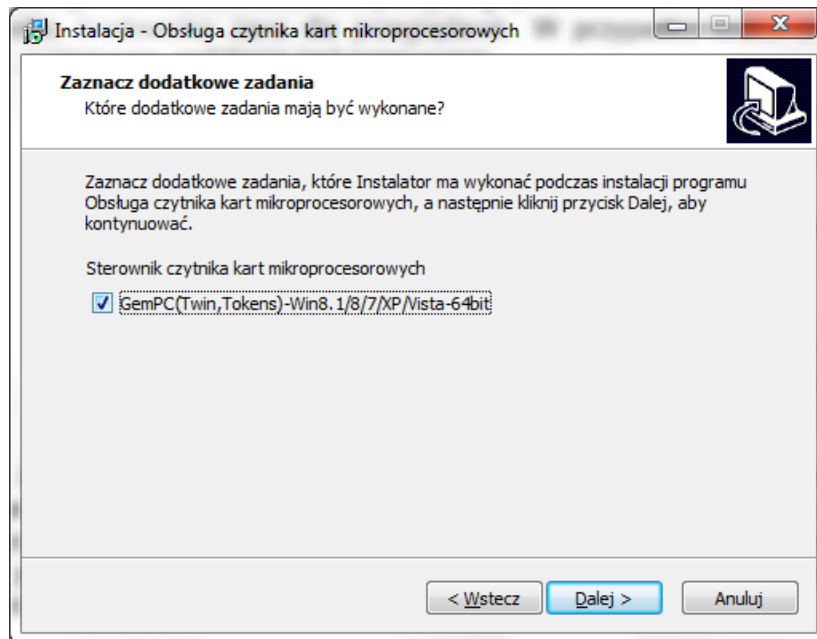 Instalacja - Obsługa czytnika kart mikroprocesorowych
Zaznacz dodatkowe zadania
Które dodatkowe zadania mają być wykonane?
Zaznacz dodatkowe zadania, które Instalator ma wykonać podczas instalacji programu
Obsługa czytnika kart mikroprocesorowych, a następnie kliknij przycisk Dalej, aby
kontynuować.
Sterownik czytnika kart mikroprocesorowych
GemPC(Twin,Tokens)-Win8.1/8/7/XP/Vista-64bit
< Wstecz Dalej > Anuluj